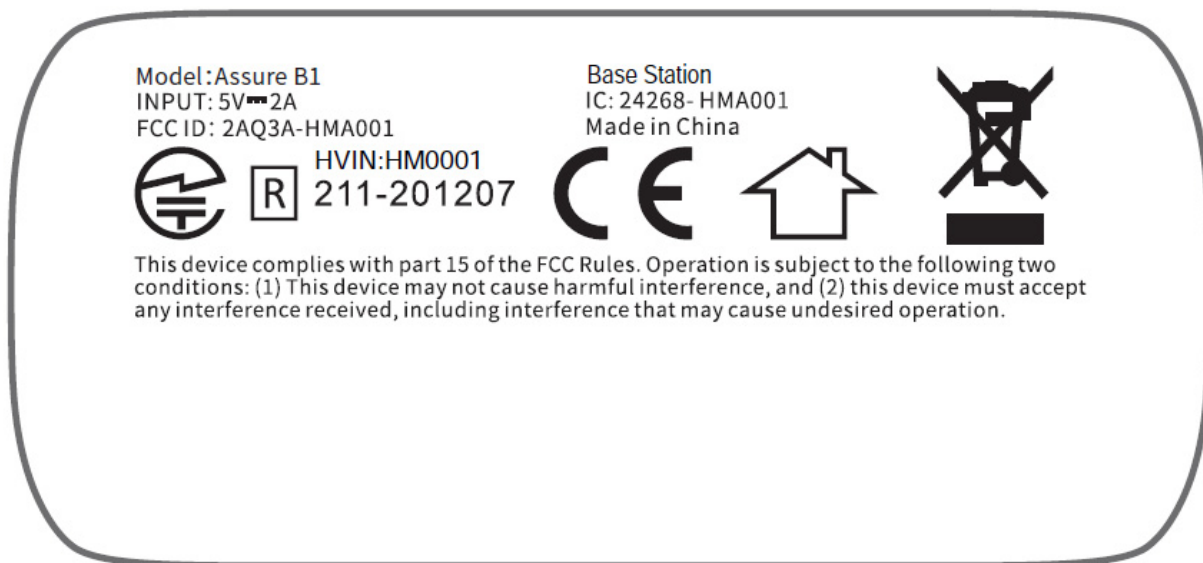 Model:Assure B1
INPUT: 5V⎓2A
FCC ID: 2AQ3A-HMA001
Base Station
IC: 24268- HMA001
Made in China
R
HVIN:HM0001
211-201207
CE
This device complies with part 15 of the FCC Rules. Operation is subject to the following two
conditions: (1) This device may not cause harmful interference, and (2) this device must accept
any interference received, including interference that may cause undesired operation.